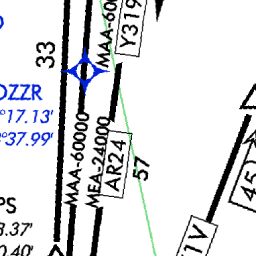 MAA-600
Y319
33
OZZR
°17.13'
°37.99'
MAA-60000
MEA-24000
AR24
57
PS
3.37'
0.40'
45
1V